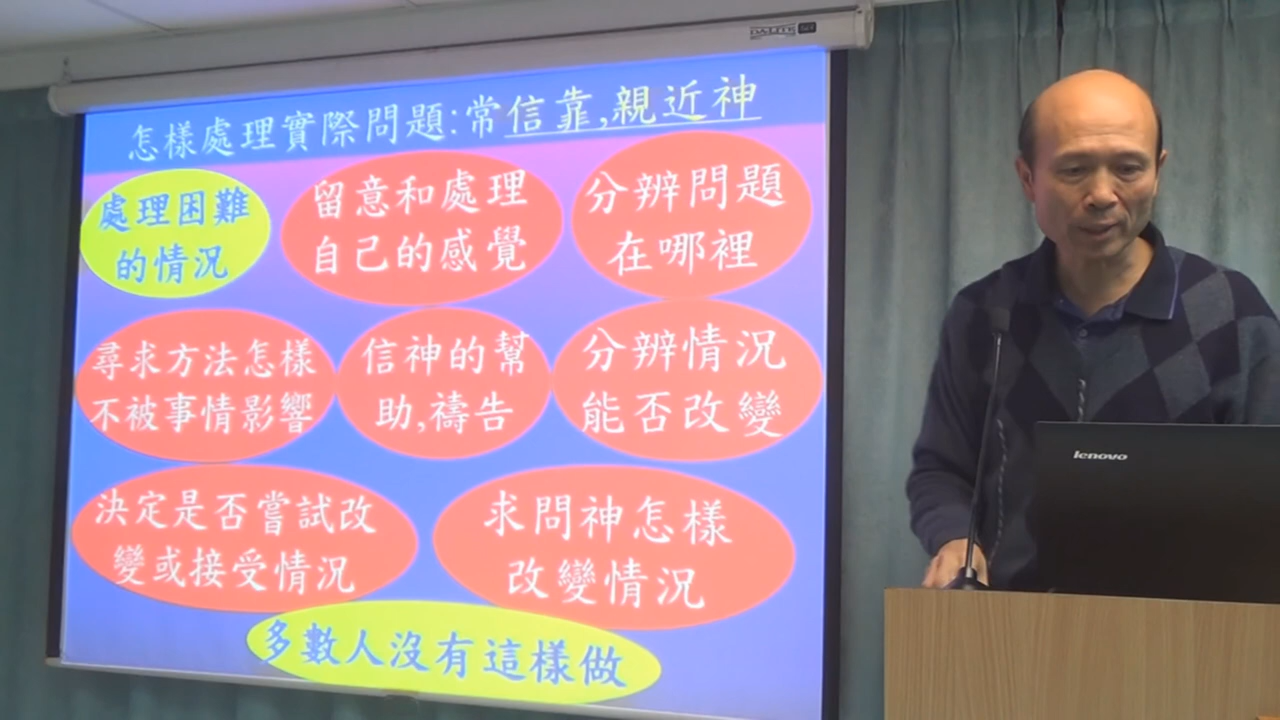 DA-LITE
怎樣處理實際問題:常信靠,親近神
處理困難
的情況
留意和處理
自己的感覺
分辨問題
在哪裡
尋求方法怎樣
不被事情影響
信神的幫
助,禱告
分辨情況
能否改變
決定是否嘗試改
變或接受情況
求問神怎樣
改變情況
多數人沒有這樣做
lenovo